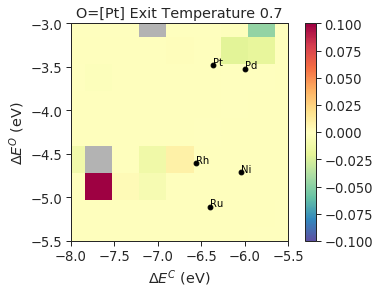 O=[Pt] Exit Temperature 0.7
−3.0
−3.5
−4.0
−4.5
−5.0
−5.5
ΔE^O (eV)
Pt
Pd
Rh
Ni
Ru
−8.0 −7.5 −7.0 −6.5 −6.0 −5.5
ΔE^C (eV)
0.100
0.075
0.050
0.025
0.000
−0.025
−0.050
−0.075
−0.100